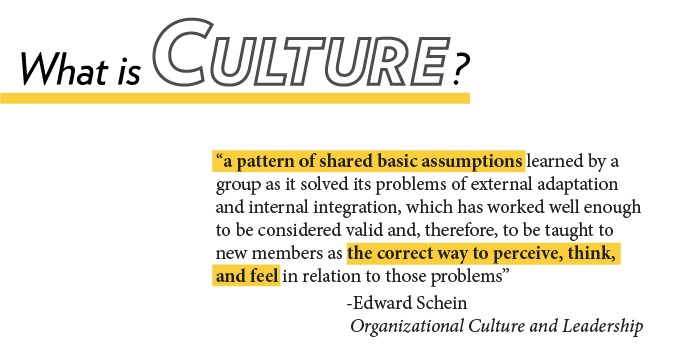 What is CULTURE?
“a pattern of shared basic assumptions learned by a
group as it solved its problems of external adaptation
and internal integration, which has worked well enough
to be considered valid and, therefore, to be taught to
new members as the correct way to perceive, think,
and feel in relation to those problems”
-Edward Schein
Organizational Culture and Leadership